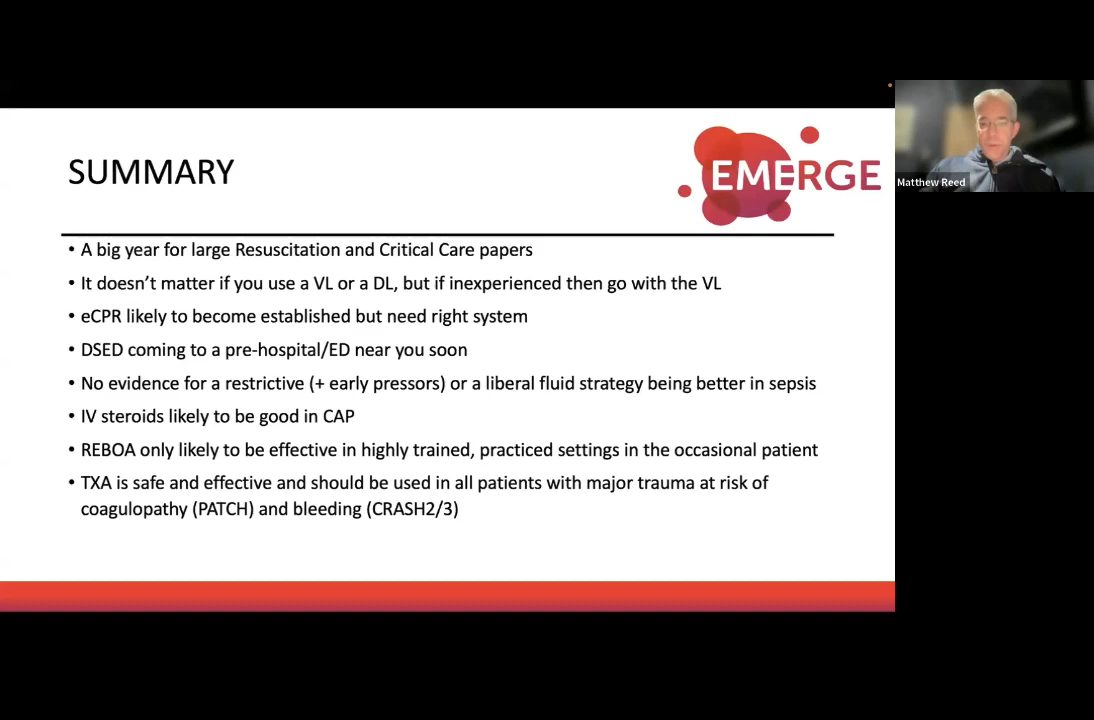 SUMMARY
EMERGE
Matthew Reed
• A big year for large Resuscitation and Critical Care papers
• It doesn’t matter if you use a VL or a DL, but if inexperienced then go with the VL
• eCPR likely to become established but need right system
• DSED coming to a pre-hospital/ED near you soon
• No evidence for a restrictive (+ early pressors) or a liberal fluid strategy being better in sepsis
• IV steroids likely to be good in CAP
• REBOA only likely to be effective in highly trained, practiced settings in the occasional patient
• TXA is safe and effective and should be used in all patients with major trauma at risk of
coagulopathy (PATCH) and bleeding (CRASH2/3)